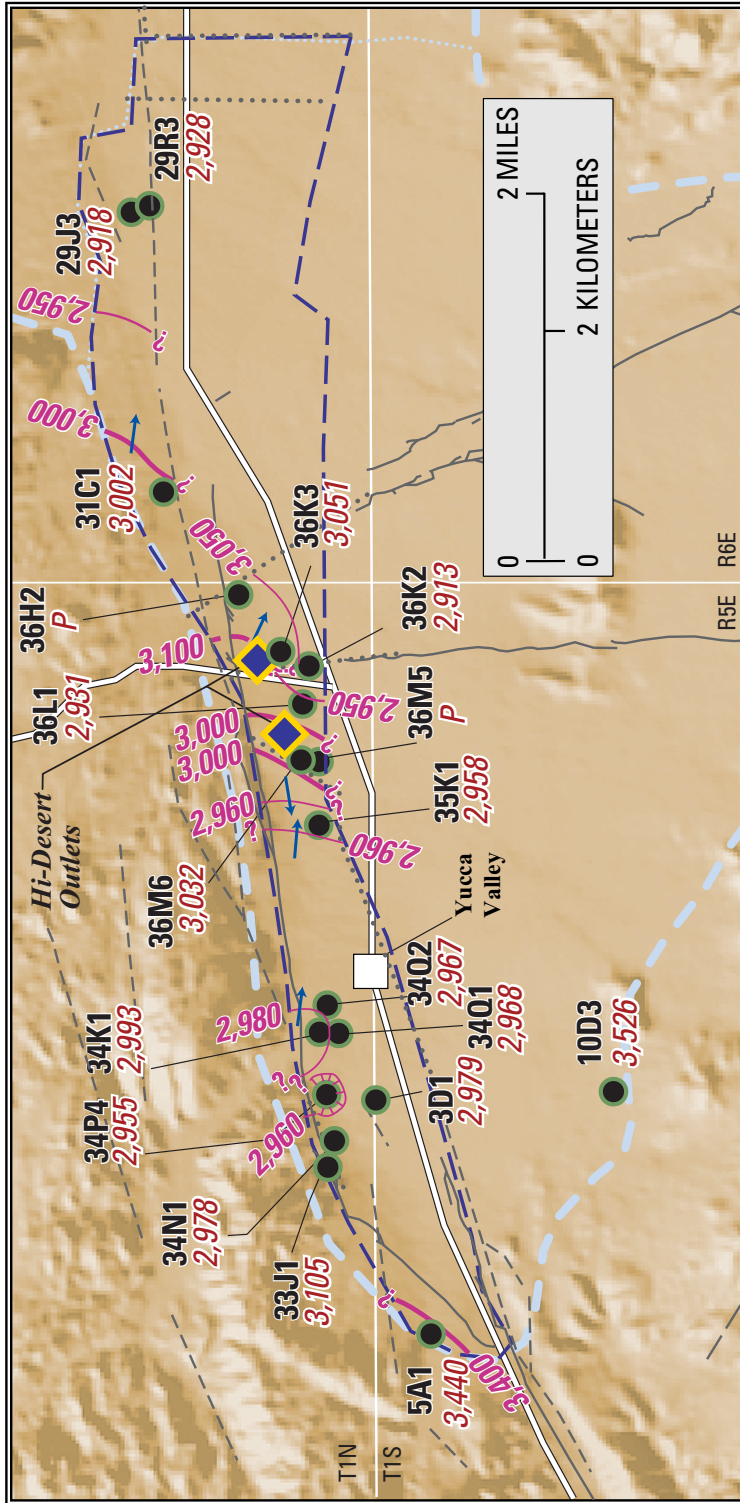 29J3
2,918
29R3
2,928
2,950
?
3,000
?
31C1
3,002
36H2
P
3,050
36K3
3,051
36K2
2,913
3,100
?
36L1
2,931
2,950
3,000
?
3,000
?
36M5
P
Hi-Desert
Outlets
2,960
?
?
2,960
35K1
2,958
36M6
3,032
Yucca
Valley
34Q2
2,967
34Q1
2,968
2,980
?
?
34K1
2,993
34P4
2,955
2,960
3D1
2,979
34N1
2,978
33J1
3,105
10D3
3,526
?
3,400
5A1
3,440
T1N
T1S
R5E
R6E
0
2 MILES
0
2 KILOMETERS